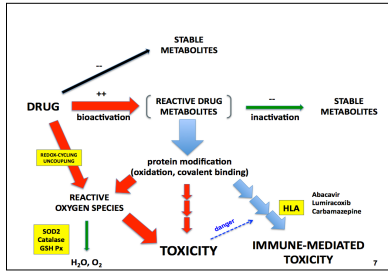 STABLE
METABOLITES
--
DRUG
++
bioactivation
REACTIVE DRUG
METABOLITES
--
inactivation
STABLE
METABOLITES
REDOX-CYCLING
UNCOUPLING
protein modification
(oxidation, covalent binding)
REACTIVE
OXYGEN SPECIES
HLA
Abacavir
Lumiracoxib
Carbamazepine
danger
SOD2
Catalase
GSH Px
TOXICITY
IMMUNE-MEDIATED
TOXICITY
H₂O, O₂
7